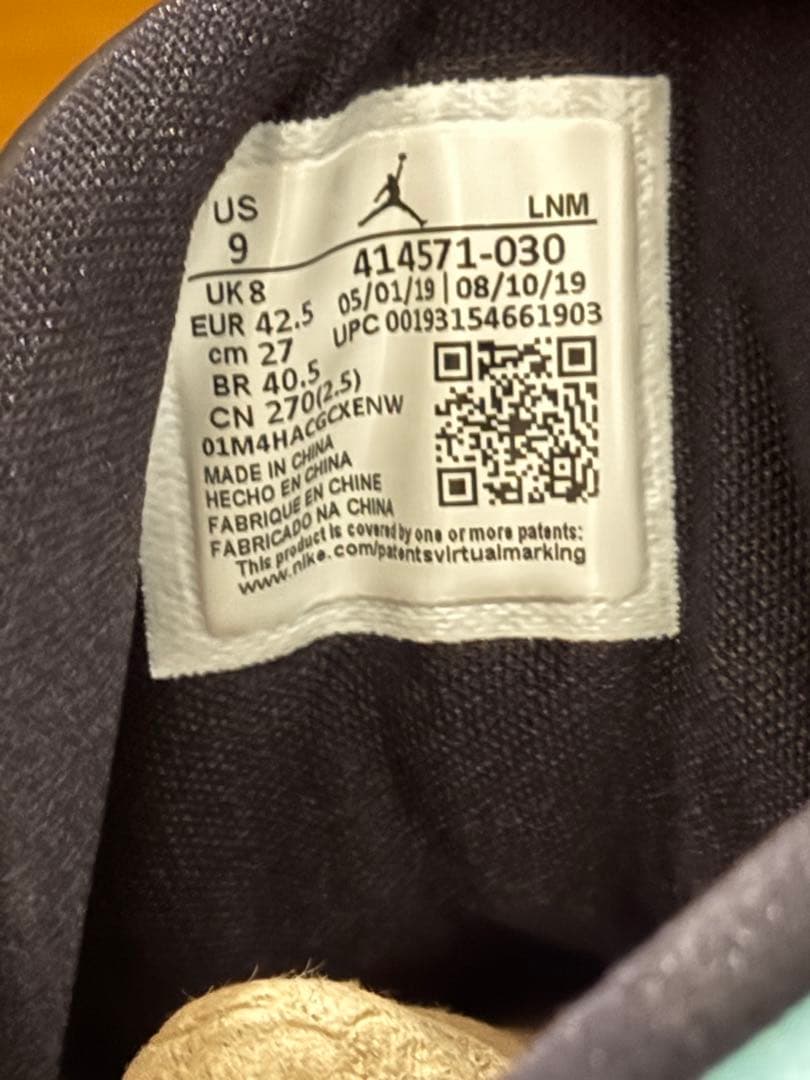 US LNM
9 414571-030
UK 8 05/01/19 | 08/10/19
EUR 42.5 UPC 00193154661903
cm 27
BR 40.5
CN 270(2.5)
01M4HACGCXENW
MADE IN CHINA
HECHO EN CHINA
FABRIQUE EN CHINE
FABRICADO NA CHINA
This product is covered by one or more patents:
www.nike.com/patentsvirtualmarking